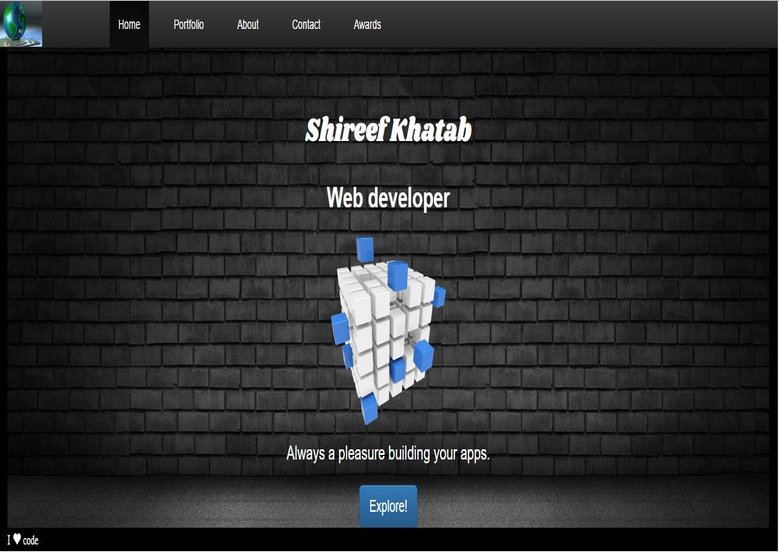 Home Portfolio About Contact Awards
Shireef Khatab
Web developer
Always a pleasure building your apps.
Explore!
I ♥ code